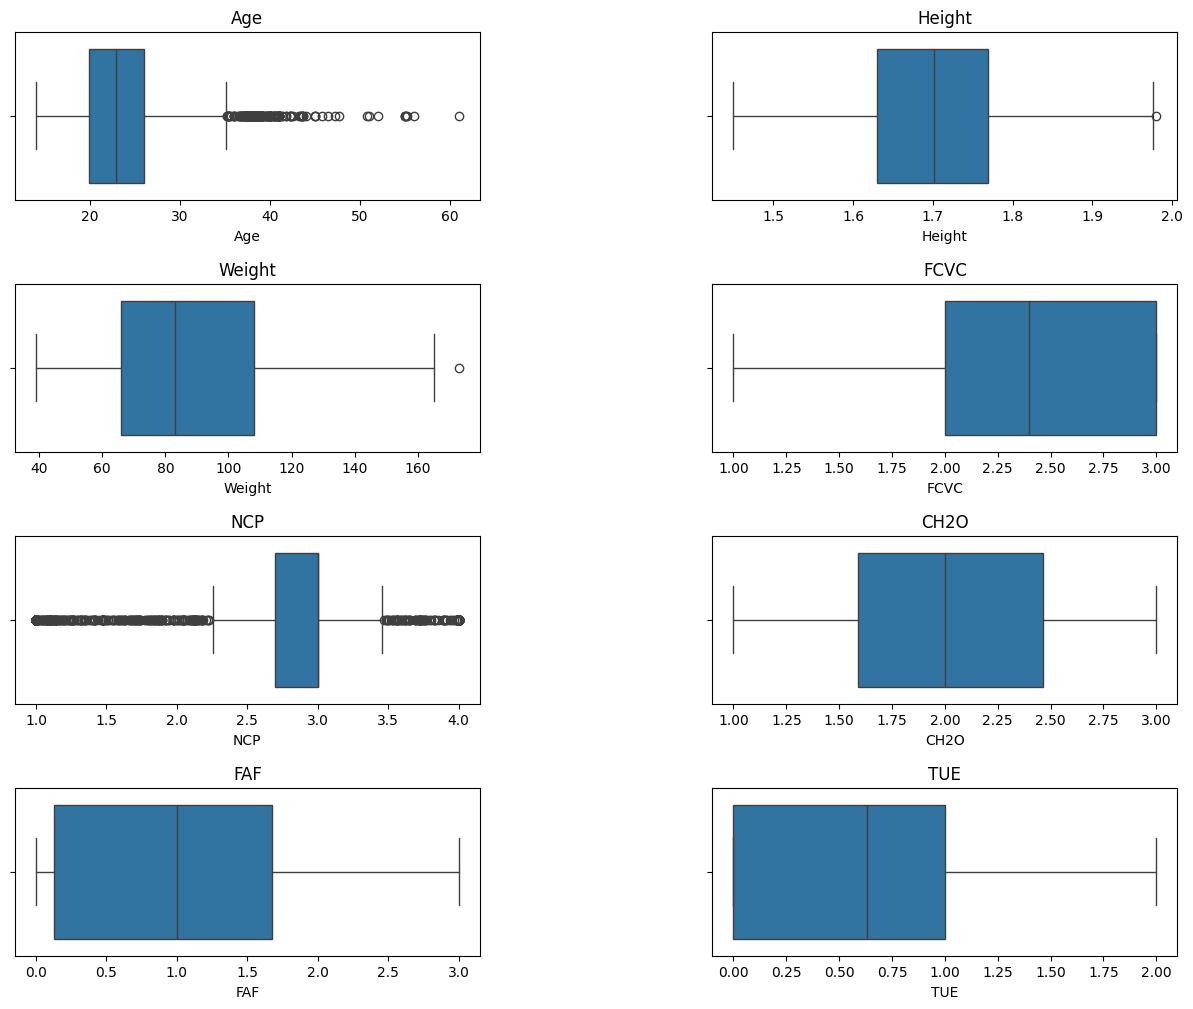 Age
20 30 40 50 60
Age
Height
1.5 1.6 1.7 1.8 1.9 2.0
Height
Weight
40 60 80 100 120 140 160
Weight
FCVC
1.00 1.25 1.50 1.75 2.00 2.25 2.50 2.75 3.00
FCVC
NCP
1.0 1.5 2.0 2.5 3.0 3.5 4.0
NCP
CH2O
1.00 1.25 1.50 1.75 2.00 2.25 2.50 2.75 3.00
CH2O
FAF
0.0 0.5 1.0 1.5 2.0 2.5 3.0
FAF
TUE
0.00 0.25 0.50 0.75 1.00 1.25 1.50 1.75 2.00
TUE